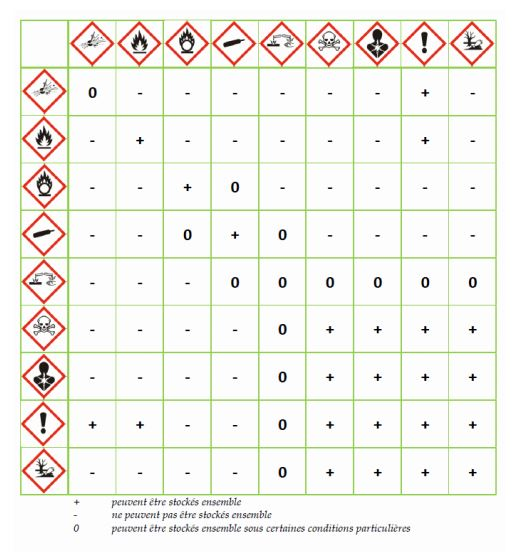 0 - - - - - - + -
- + - - - - - + -
- - + 0 - - - - -
- - 0 + 0 - - - -
- - - 0 0 0 0 0 0
- - - - 0 + + + +
- - - - 0 + + + +
+ + - - 0 + + + +
- - - - 0 + + + +
+ peuvent être stockés ensemble
- ne peuvent pas être stockés ensemble
0 peuvent être stockés ensemble sous certaines conditions particulières